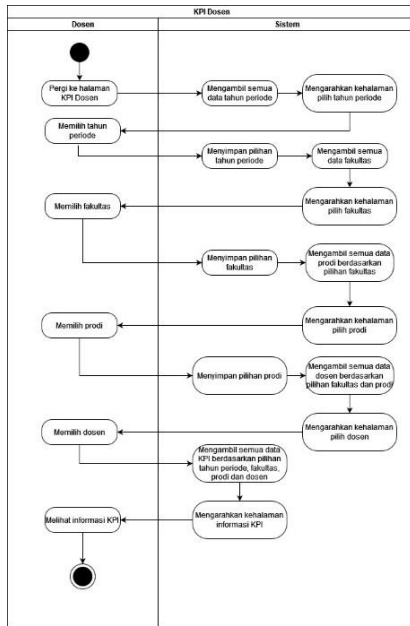 KPI Dosen
Dosen
Sistem
Pergi ke halaman
KPI Dosen
Mengambil semua
data tahun periode
Mengarahkan kehalaman
pilih tahun periode
Memilih tahun
periode
Menyimpan pilihan
tahun periode
Mengambil semua
data fakultas
Mengarahkan kehalaman
pilih fakultas
Memilih fakultas
Menyimpan pilihan
fakultas
Mengambil semua data
prodi berdasarkan
pilihan fakultas
Mengarahkan kehalaman
pilih prodi
Memilih prodi
Menyimpan pilihan prodi
Mengambil semua data
dosen berdasarkan
pilihan fakultas dan prodi
Mengarahkan kehalaman
pilih dosen
Memilih dosen
Mengambil semua data
KPI berdasarkan pilihan
tahun periode, fakultas,
prodi dan dosen
Mengarahkan kehalaman
informasi KPI
Melihat informasi KPI